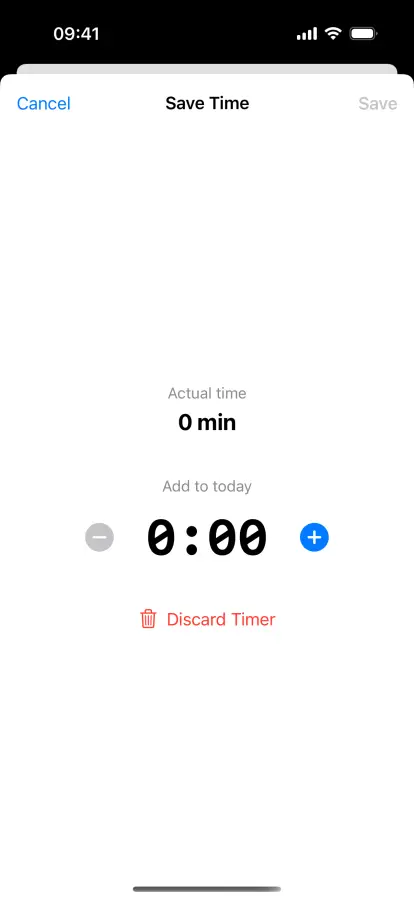 09:41
Cancel Save Time Save
Actual time
0 min
Add to today
0:00
Discard Timer